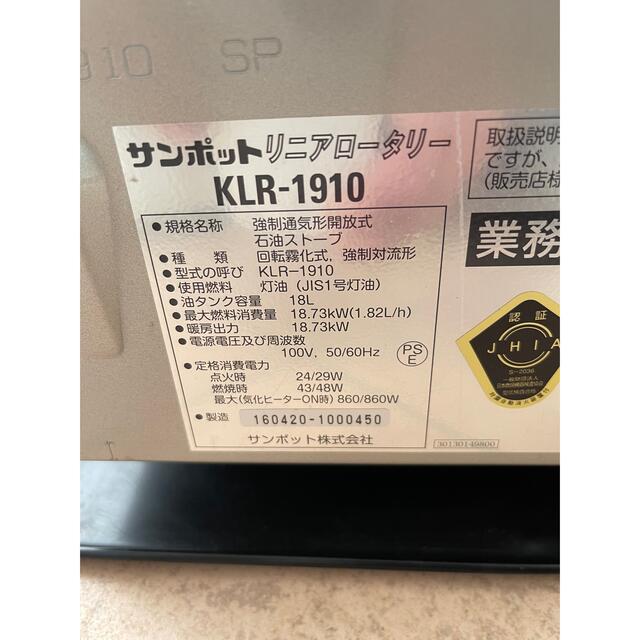 910 SP
サンポットリニアロータリー
KLR-1910
● 規格名称 強制通気形開放式
石油ストーブ
● 種 類 回転霧化式, 強制対流形
● 型式の呼び KLR−1910
● 使用燃料 灯油 (JIS1号灯油)
● 油タンク容量 18L
● 最大燃料消費量 18.73kW(1.82L/h)
● 暖房出力 18.73kW
● 電源電圧及び周波数
100V, 50/60Hz
PS
E
● 定格消費電力
点火時 24/29W
燃焼時 43/48W
最大(気化ヒーターON時) 860/860W
● 製造 160420-1000450
サンポット株式会社
30130149800
取扱説明
ですが、
(販売店様
業務
認証
JHIA
S-2036
一般財団法人